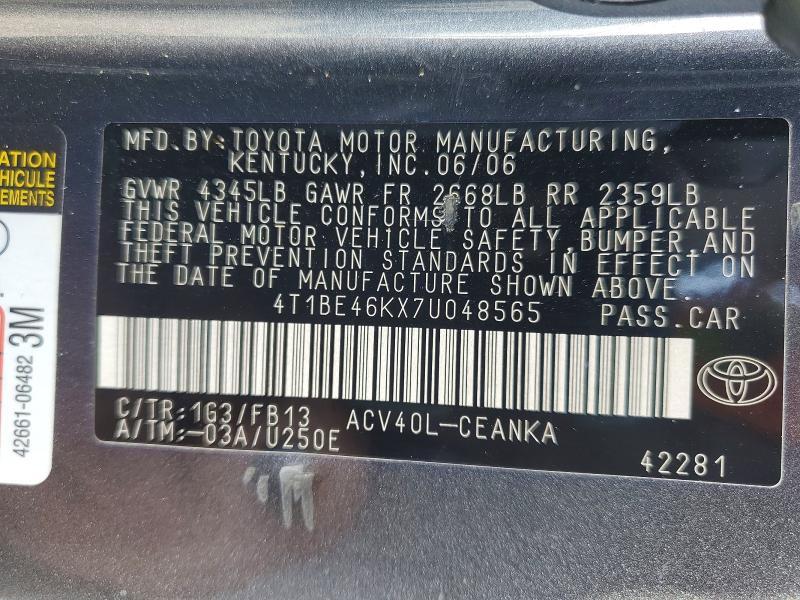 MFD.BY: TOYOTA MOTOR MANUFACTURING,
KENTUCKY, INC. 06/06
GVWR 4345LB GAWR FR 2668LB RR 2359LB
THIS VEHICLE CONFORMS TO ALL APPLICABLE
FEDERAL MOTOR VEHICLE SAFETY, BUMPER, AND
THEFT PREVENTION STANDARDS IN EFFECT ON
THE DATE OF MANUFACTURE SHOWN ABOVE.
4T1BE46KX7U048565 PASS.CAR
C/TR: 1G3/FB13 ACV40L-CEANKA
A/TM: -03A/U250E
42281
ATION
EHICULE
EMENTS
42661-06482 3M